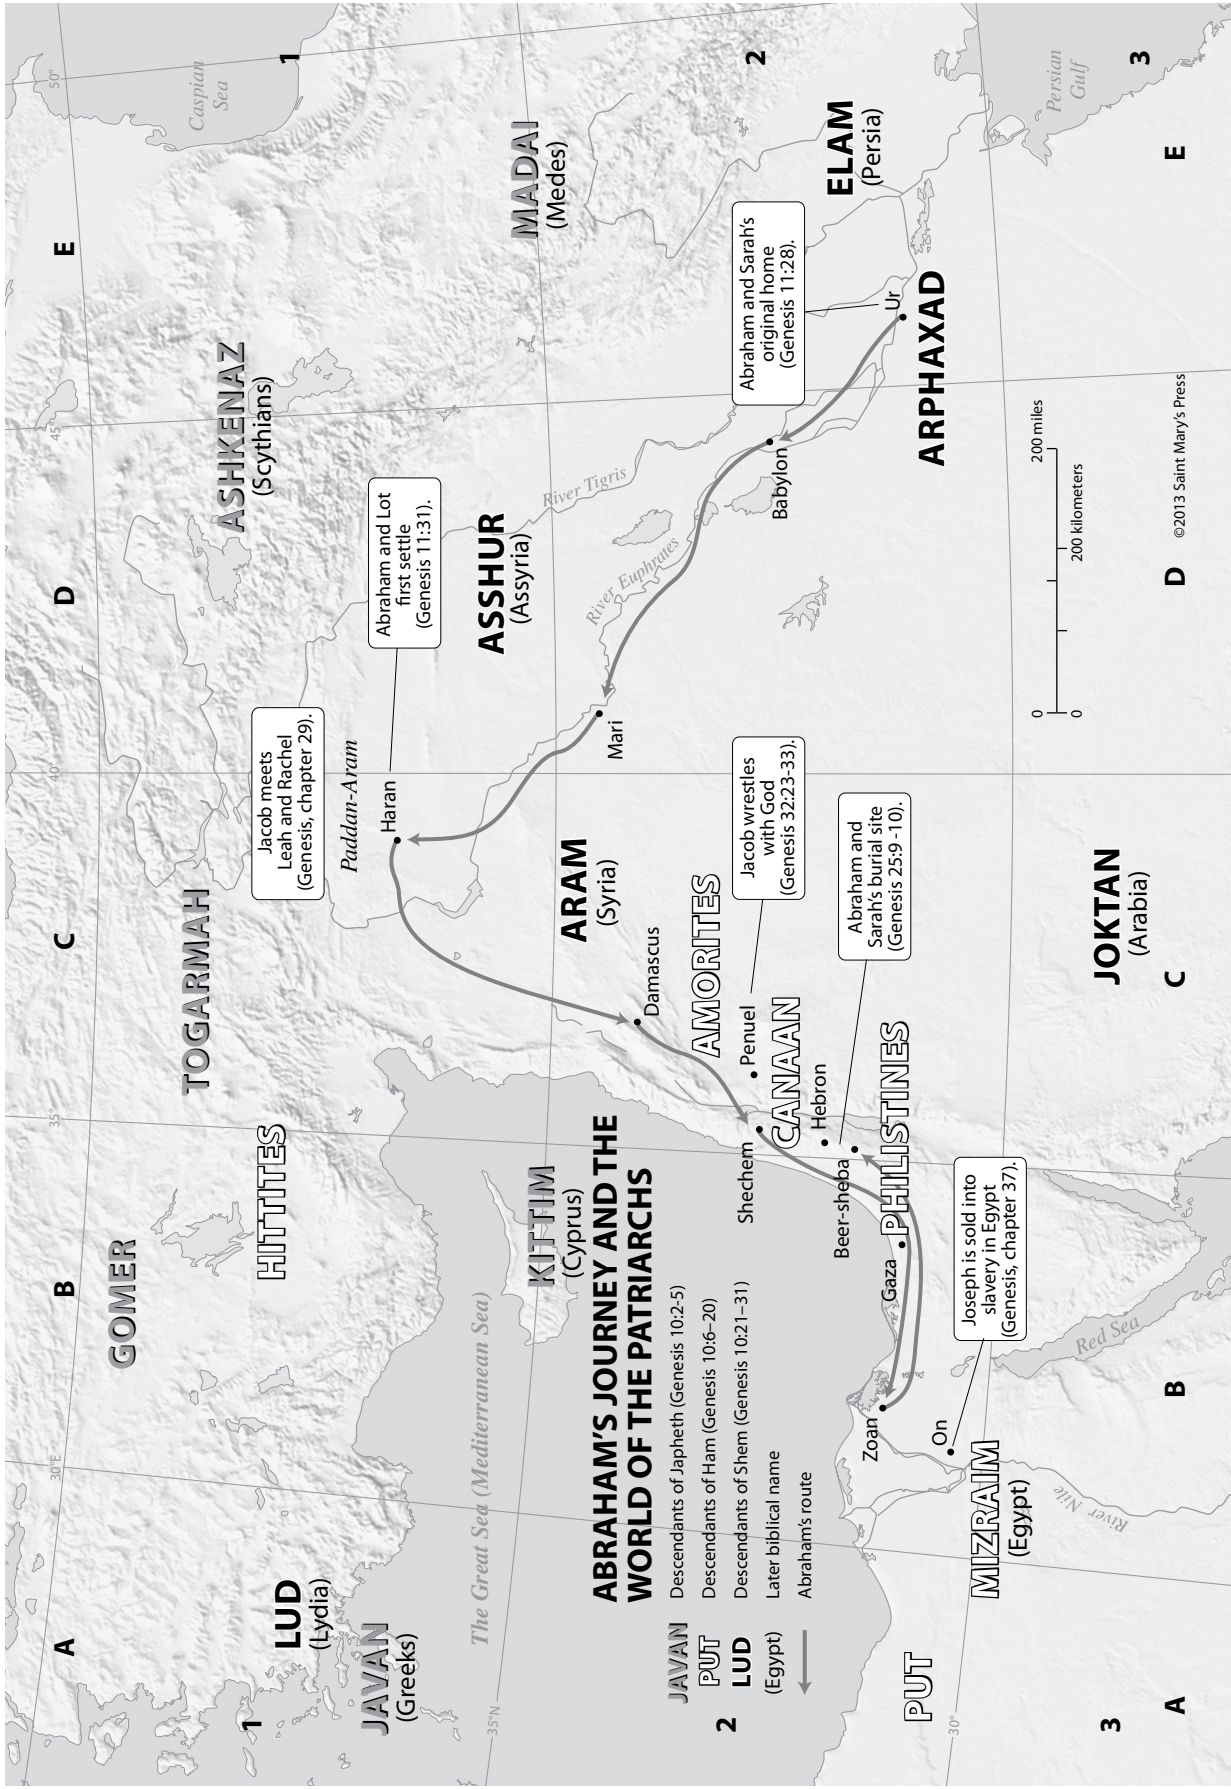 ABRAHAM'S JOURNEY AND THE
WORLD OF THE PATRIARCHS
JAVAN Descendants of Japheth (Genesis 10:2-5)
PUT Descendants of Ham (Genesis 10:6–20)
LUD Descendants of Shem (Genesis 10:21–31)
(Egypt) Later biblical name
Abraham's route
A
B
C
D
E
1
30°E
35°
40°
45°
50°
GOMER
TOGARMAH
ASHKENAZ
(Scythians)
Caspian
Sea
1
HITTITES
LUD
(Lydia)
JAVAN
(Greeks)
Jacob meets
Leah and Rachel
(Genesis, chapter 29).
Paddan-Aram
Haran
Abraham and Lot
first settle
(Genesis 11:31).
35°N
The Great Sea (Mediterranean Sea)
KITTIM
(Cyprus)
ASSHUR
(Assyria)
River Tigris
MADAI
(Medes)
ARAM
(Syria)
Mari
River Euphrates
Damascus
2
AMORITES
Shechem
Penuel
Jacob wrestles
with God
(Genesis 32:23-33).
CANAAN
Hebron
Babylon
Abraham and Sarah's
original home
(Genesis 11:28).
2
Beer-sheba
Abraham and
Sarah's burial site
(Genesis 25:9 -10).
ELAM
(Persia)
Gaza
PHILISTINES
Ur
ARPHAXAD
Zoan
On
PUT
30°
MIZRAIM
(Egypt)
Joseph is sold into
slavery in Egypt
(Genesis, chapter 37).
River Nile
Red Sea
JOKTAN
(Arabia)
0
200 miles
0
200 kilometers
Persian
Gulf
3
3
A
B
C
D
E
©2013 Saint Mary's Press